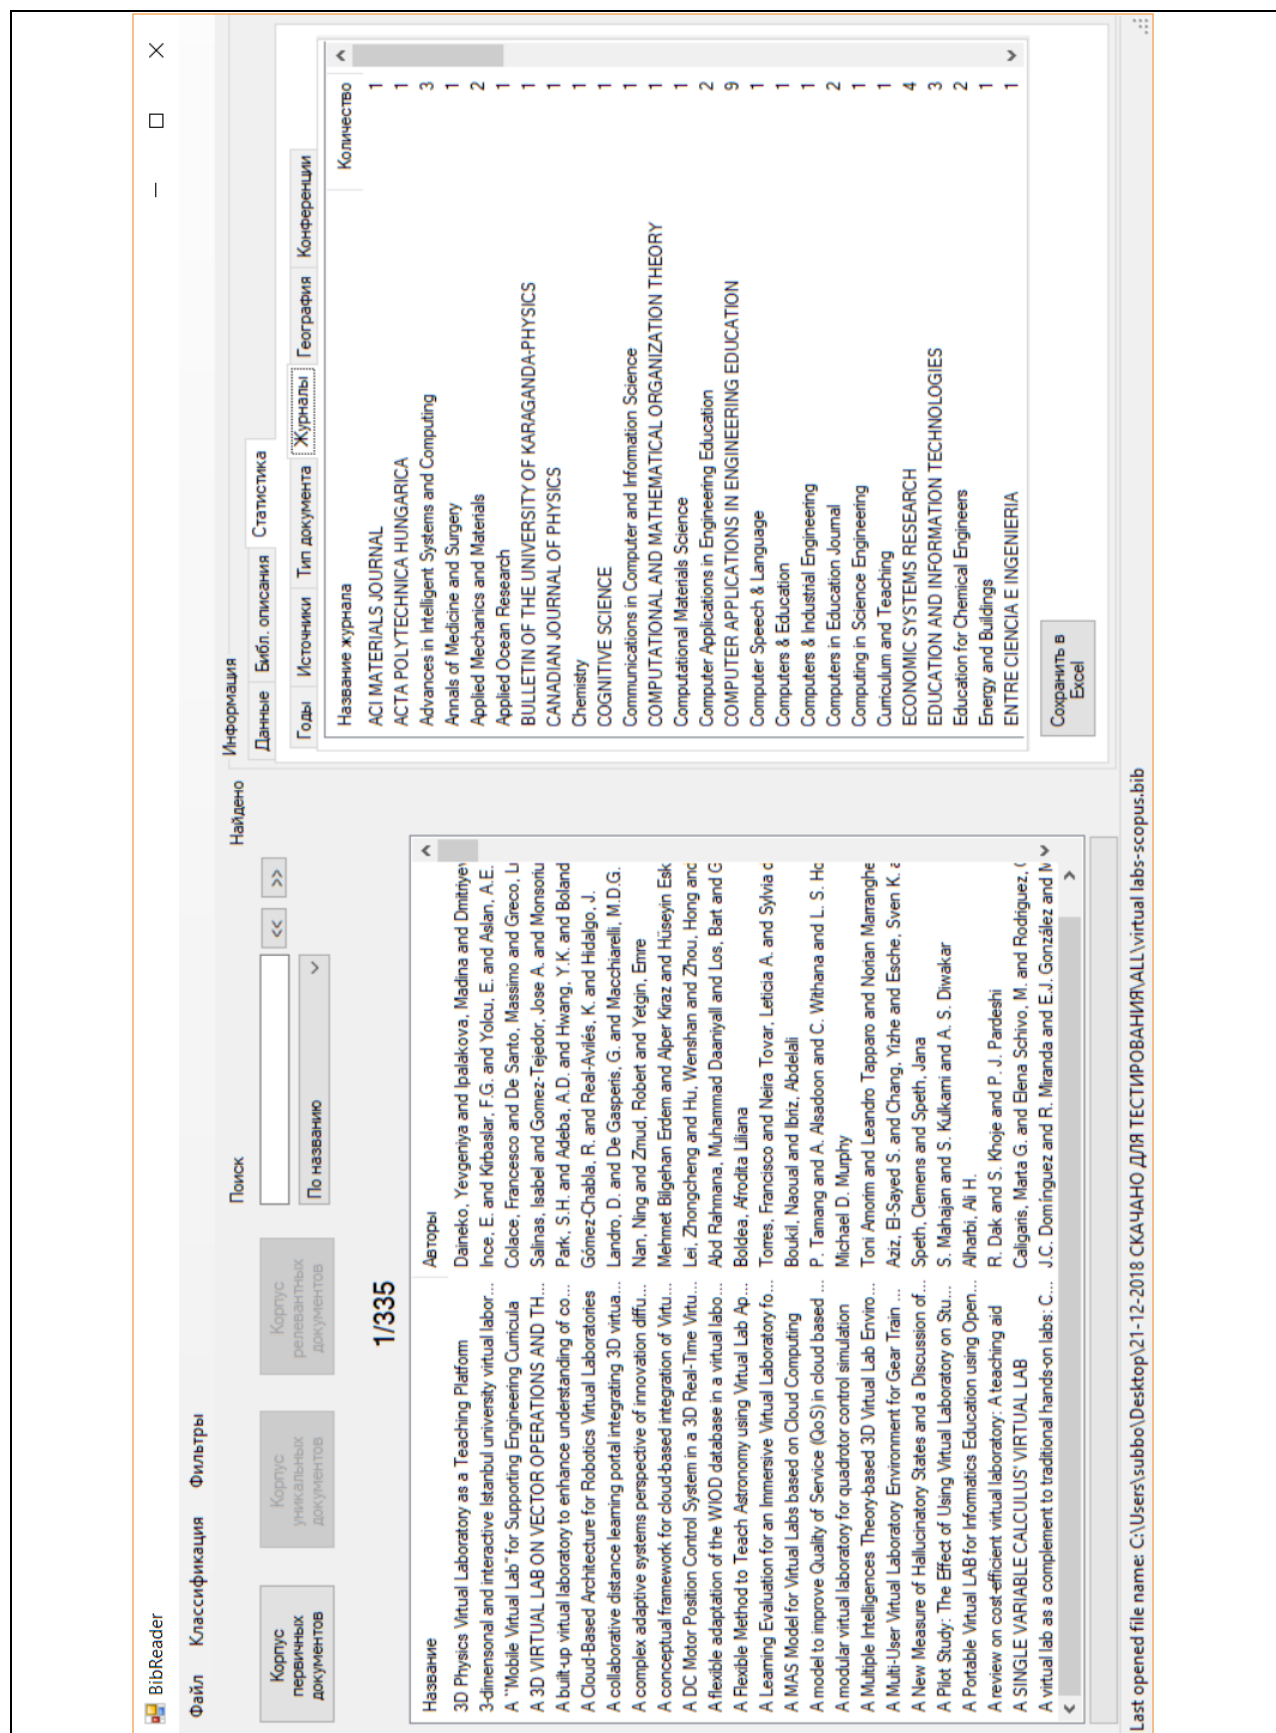 BibReader
Файл Классификация Фильтры
Корпус первичных документов
Корпус уникальных документов
Корпус релевантных документов
Поиск
По названию
<< >>
Найдено
1/335
Название Авторы
3D Physics Virtual Laboratory as a Teaching Platform Daineko, Yevgeniya and Ipalakova, Madina and Dmitriyev
3-dimensional and interactive Istanbul university virtual labor... Ince, E. and Kirbaslar, F.G. and Yolcu, E. and Aslan, A.E.
A ``Mobile Virtual Lab'' for Supporting Engineering Curricula Colace, Francesco and De Santo, Massimo and Greco, Lu
A 3D VIRTUAL LAB ON VECTOR OPERATIONS AND TH... Salinas, Isabel and Gomez-Tejedor, Jose A. and Monsoriu
A built-up virtual laboratory to enhance understanding of co... Park, S.H. and Adeba, A.D. and Hwang, Y.K. and Boland
A Cloud-Based Architecture for Robotics Virtual Laboratories Gómez-Chabla, R. and Real-Avilés, K. and Hidalgo, J.
A collaborative distance learning portal integrating 3D virtua... Landro, D. and De Gasperis, G. and Macchiarelli, M.D.G.
A complex adaptive systems perspective of innovation diffu... Nan, Ning and Zmud, Robert and Yetgin, Emre
A conceptual framework for cloud-based integration of Virtu... Mehmet Bilgehan Erdem and Alper Kiraz and Hüseyin Esk
A DC Motor Position Control System in a 3D Real-Time Virtu... Lei, Zhongcheng and Hu, Wenshan and Zhou, Hong and
A flexible adaptation of the WIOD database in a virtual labo... Abd Rahmana, Muhammad Daaniyall and Los, Bart and G
A Flexible Method to Teach Astronomy using Virtual Lab Ap... Boldea, Afrodita Liliana
A Learning Evaluation for an Immersive Virtual Laboratory fo... Torres, Francisco and Neira Tovar, Leticia A. and Sylvia
A MAS Model for Virtual Labs based on Cloud Computing Boukil, Naoual and Ibriz, Abdelali
A model to improve Quality of Service (QoS) in cloud based ... P. Tamang and A. Alsadoon and C. Withana and L. S. Ho
A modular virtual laboratory for quadrotor control simulation Michael D. Murphy
A Multiple Intelligences Theory-based 3D Virtual Lab Enviro... Toni Amorim and Leandro Tapparo and Norian Marranghe
A Multi-User Virtual Laboratory Environment for Gear Train ... Aziz, El-Sayed S. and Chang, Yizhe and Esche, Sven K.
A New Measure of Hallucinatory States and a Discussion of... Speth, Clemens and Speth, Jana
A Pilot Study: The Effect of Using Virtual Laboratory on Stu... S. Mahajan and S. Kulkarni and A. S. Diwakar
A Portable Virtual LAB for Informatics Education using Open... Alharbi, Ali H.
A review on cost-efficient virtual laboratory: A teaching aid R. Dak and S. Khoje and P. J. Pardeshi
A SINGLE VARIABLE CALCULUS' VIRTUAL LAB Caligaris, Marta G. and Elena Schivo, M. and Rodriguez,
A virtual lab as a complement to traditional hands-on labs: C... J.C. Domínguez and R. Miranda and E.J. González and
Информация
Данные Библ. описания Статистика
Годы Источники Тип документа Журналы География Конференции
Название журнала Количество
ACI MATERIALS JOURNAL 1
ACTA POLYTECHNICA HUNGARICA 1
Advances in Intelligent Systems and Computing 3
Annals of Medicine and Surgery 1
Applied Mechanics and Materials 2
Applied Ocean Research 1
BULLETIN OF THE UNIVERSITY OF KARAGANDA-PHYSICS 1
CANADIAN JOURNAL OF PHYSICS 1
Chemistry 1
COGNITIVE SCIENCE 1
Communications in Computer and Information Science 1
COMPUTATIONAL AND MATHEMATICAL ORGANIZATION THEORY 1
Computational Materials Science 1
Computer Applications in Engineering Education 2
COMPUTER APPLICATIONS IN ENGINEERING EDUCATION 9
Computer Speech & Language 1
Computers & Education 1
Computers & Industrial Engineering 1
Computers in Education Journal 2
Computing in Science Engineering 1
Curriculum and Teaching 1
ECONOMIC SYSTEMS RESEARCH 4
EDUCATION AND INFORMATION TECHNOLOGIES 3
Education for Chemical Engineers 2
Energy and Buildings 1
ENTRE CIENCIA E INGENIERIA 1
Сохранить в Excel
Last opened file name: C:\Users\subbo\Desktop\21-12-2018 СКАЧАНО ДЛЯ ТЕСТИРОВАНИЯ\ALL\virtual labs-scopus.bib